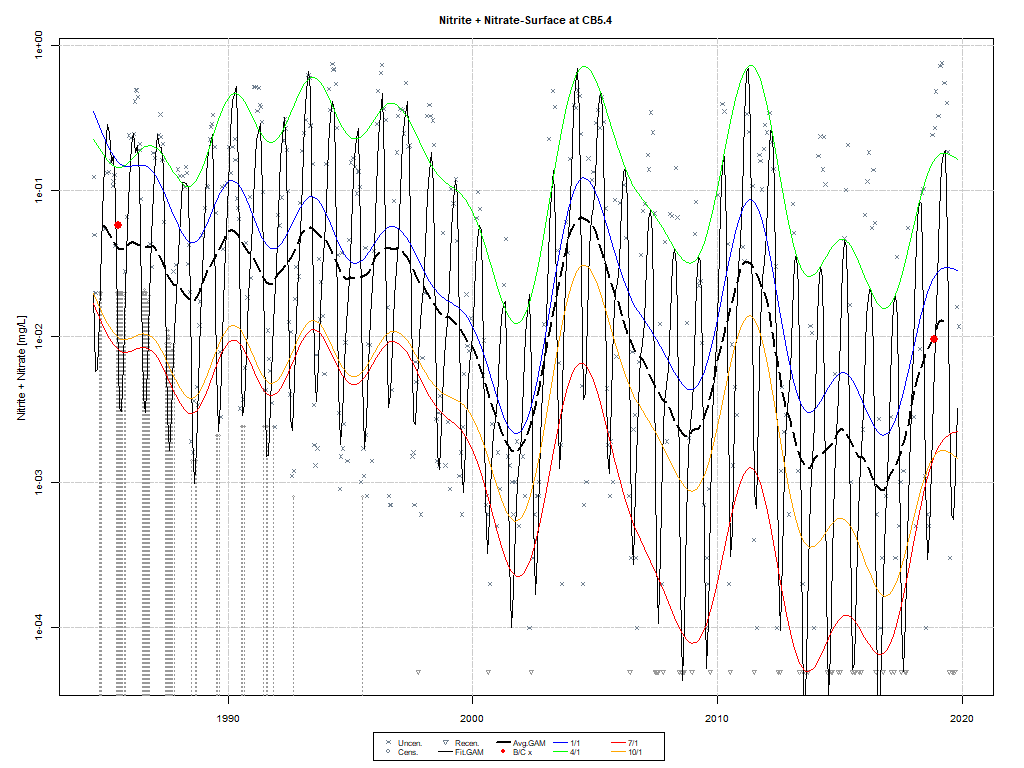 Nitrite + Nitrate-Surface at CB5.4
1e+00
1e-01
1e-02
1e-03
1e-04
Nitrite + Nitrate [mg/L]
1990
2000
2010
2020
Uncen. Recen. Avg.GAM 1/1 7/1
Cens. Fit.GAM B/C x 4/1 10/1